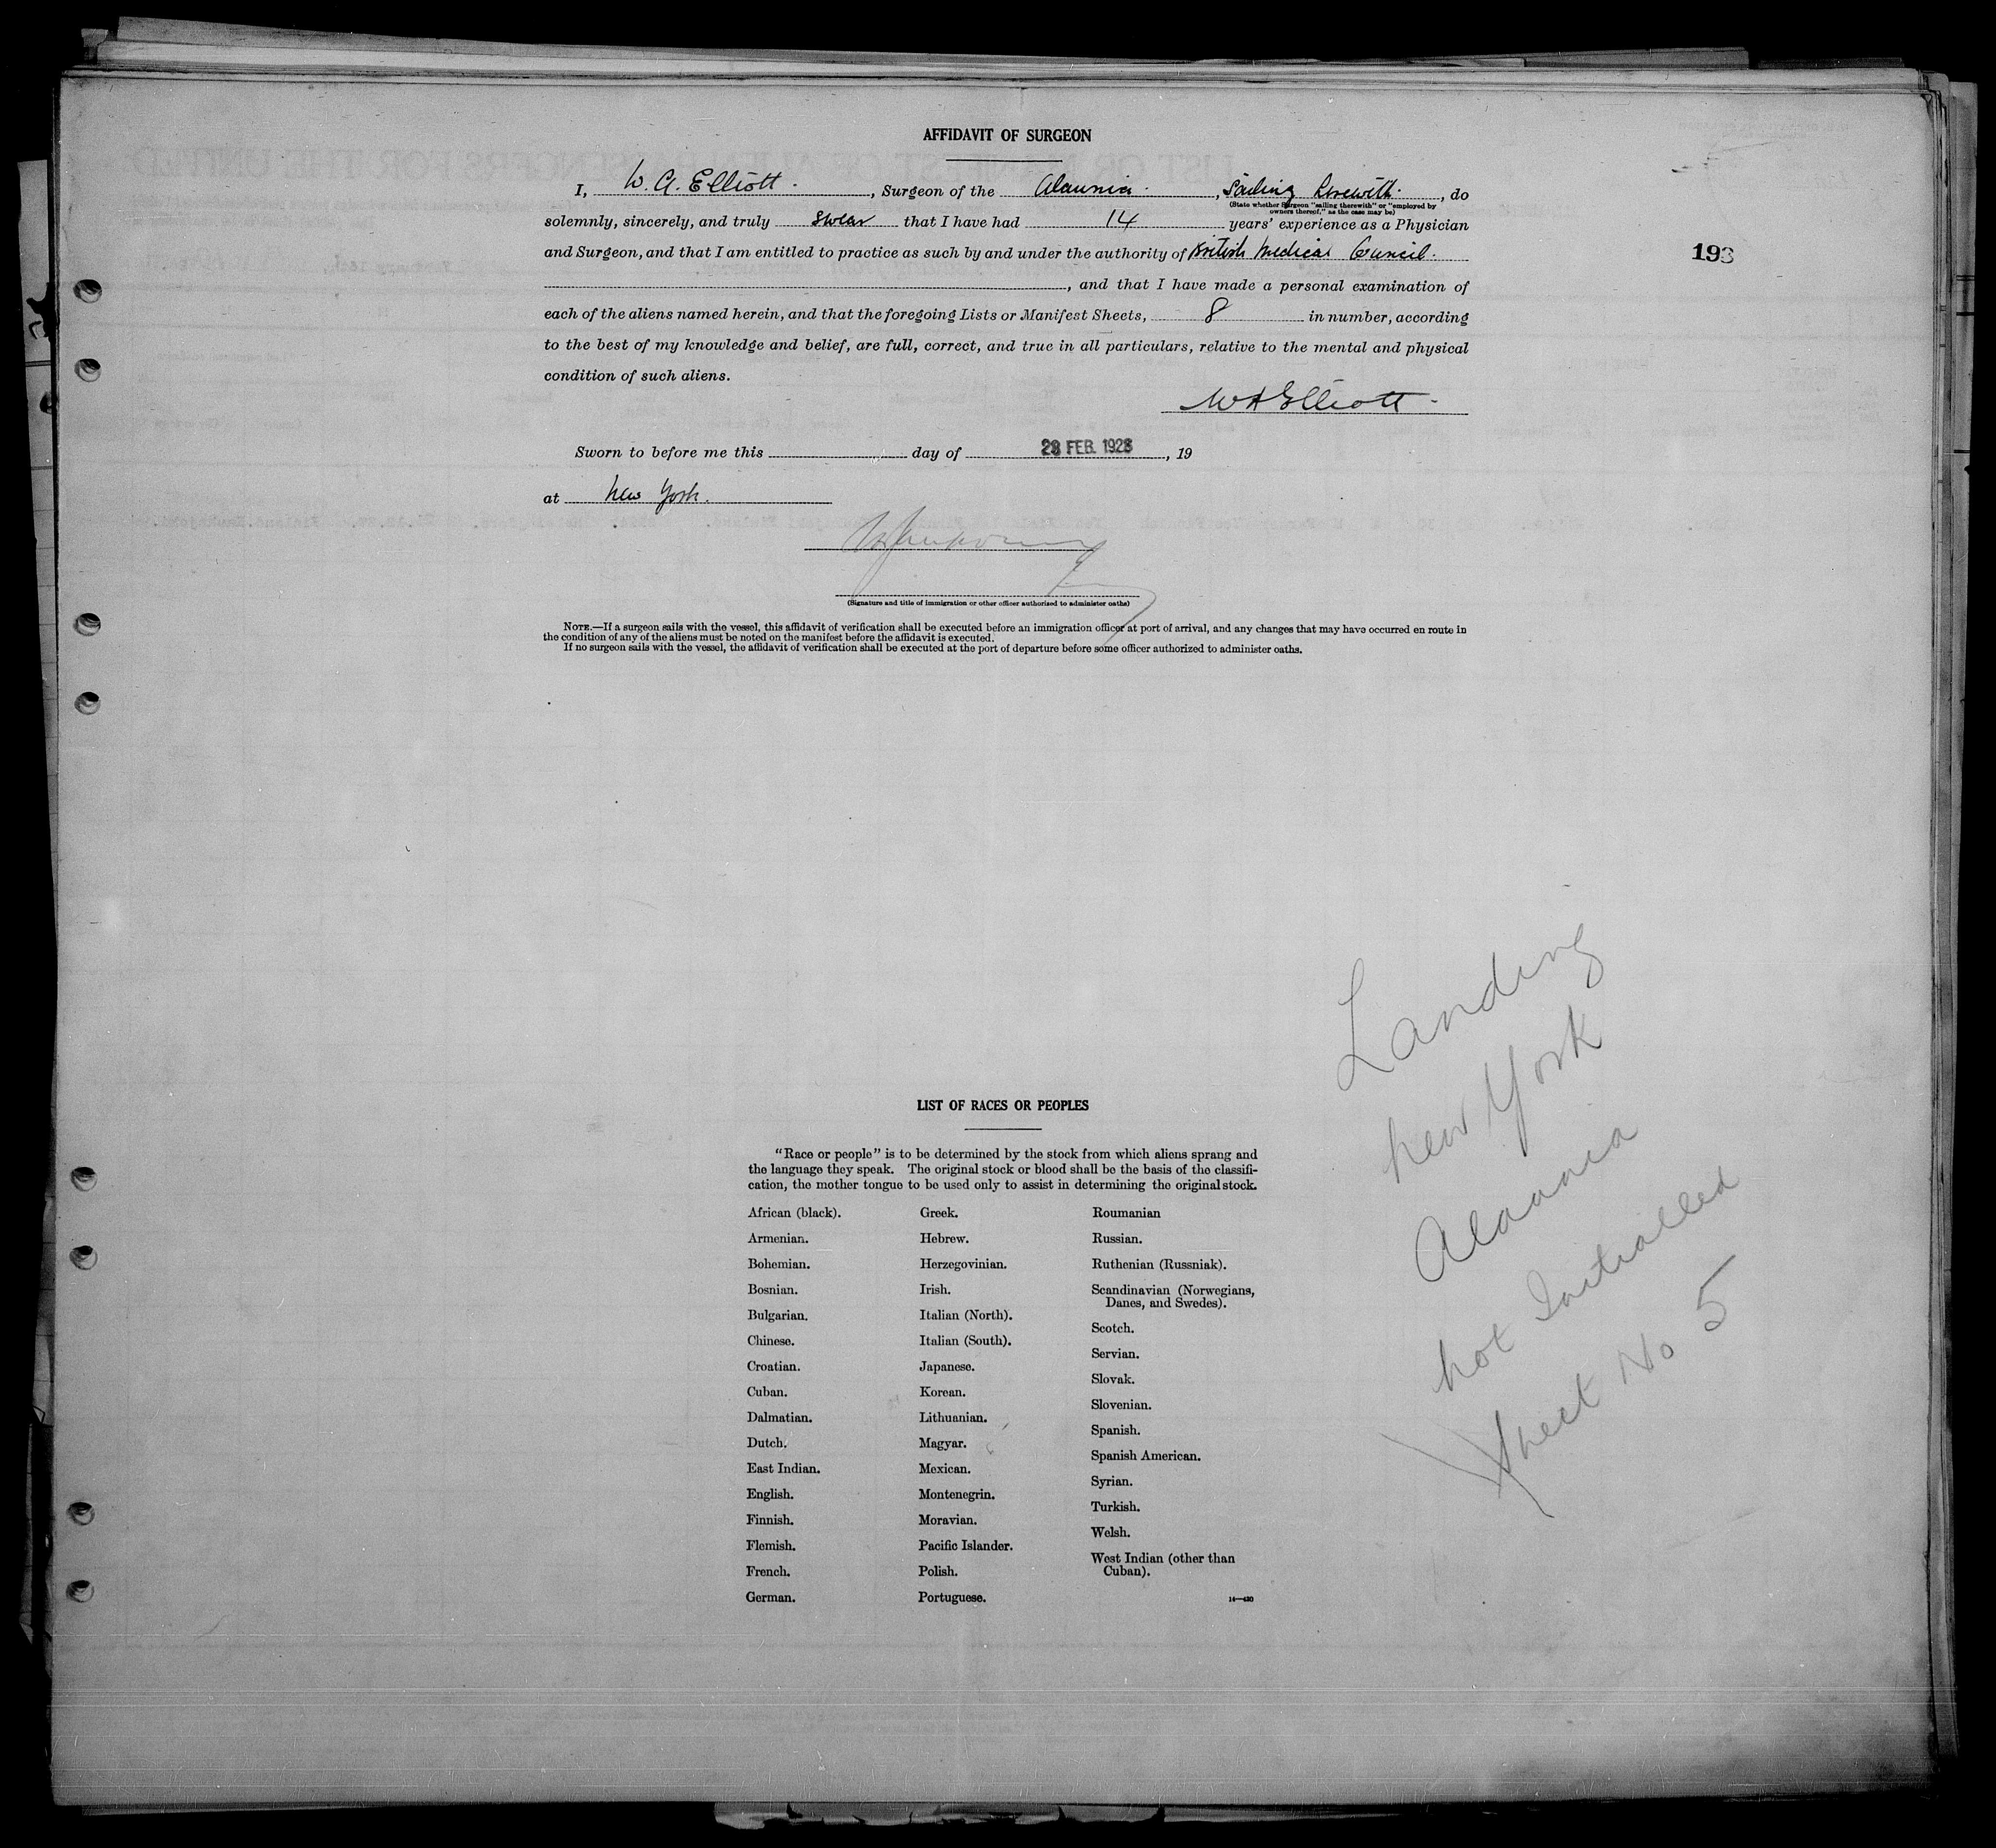 AFFIDAVIT OF SURGEON
I, W. A. Elliott. , Surgeon of the Alaunia. , Sailing therewith. , do
(State whether Surgeon "sailing therewith" or "employed by
owners thereof," as the case may be)
solemnly, sincerely, and truly swear that I have had 14 years' experience as a Physician
and Surgeon, and that I am entitled to practice as such by and under the authority of British Medical Council.
193
, and that I have made a personal examination of
each of the aliens named herein, and that the foregoing Lists or Manifest Sheets, 8 in number, according
to the best of my knowledge and belief, are full, correct, and true in all particulars, relative to the mental and physical
condition of such aliens.
W A Elliott
Sworn to before me this day of 28 FEB. 1928, 19
at New York.
(Signature and title of immigration or other officer authorized to administer oaths)
NOTE.—If a surgeon sails with the vessel, this affidavit of verification shall be executed before an immigration officer at port of arrival, and any changes that may have occurred en route in
the condition of any of the aliens must be noted on the manifest before the affidavit is executed.
If no surgeon sails with the vessel, the affidavit of verification shall be executed at the port of departure before some officer authorized to administer oaths.
Landing
New York
Alaunia
not Initialled
Sheet No 5
LIST OF RACES OR PEOPLES
"Race or people" is to be determined by the stock from which aliens sprang and
the language they speak. The original stock or blood shall be the basis of the classifi-
cation, the mother tongue to be used only to assist in determining the original stock.
African (black).
Armenian.
Bohemian.
Bosnian.
Bulgarian.
Chinese.
Croatian.
Cuban.
Dalmatian.
Dutch.
East Indian.
English.
Finnish.
Flemish.
French.
German.
Greek.
Hebrew.
Herzegovinian.
Irish.
Italian (North).
Italian (South).
Japanese.
Korean.
Lithuanian.
Magyar.
Mexican.
Montenegrin.
Moravian.
Pacific Islander.
Polish.
Portuguese.
Roumanian
Russian.
Ruthenian (Russniak).
Scandinavian (Norwegians,
Danes, and Swedes).
Scotch.
Servian.
Slovak.
Slovenian.
Spanish.
Spanish American.
Syrian.
Turkish.
Welsh.
West Indian (other than
Cuban).
14—430